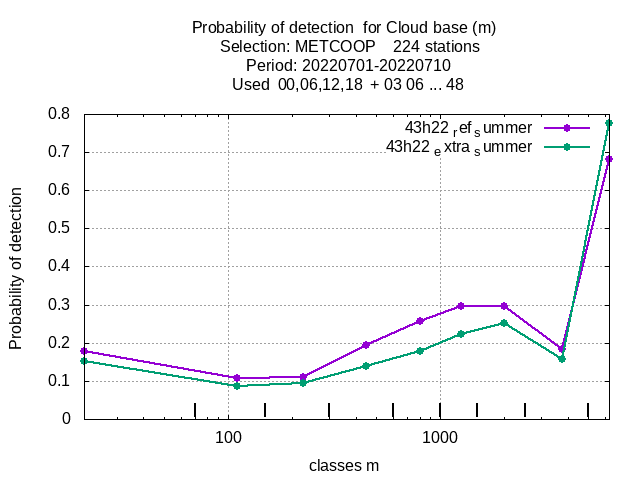 Probability of detection  for Cloud base (m)
Selection: METCOOP    224 stations
Period: 20220701-20220710
Used  00,06,12,18  + 03 06 ... 48
43h22 ref summer
43h22 extra summer
0.8
0.7
0.6
0.5
0.4
0.3
0.2
0.1
0
Probability of detection
100
1000
classes m